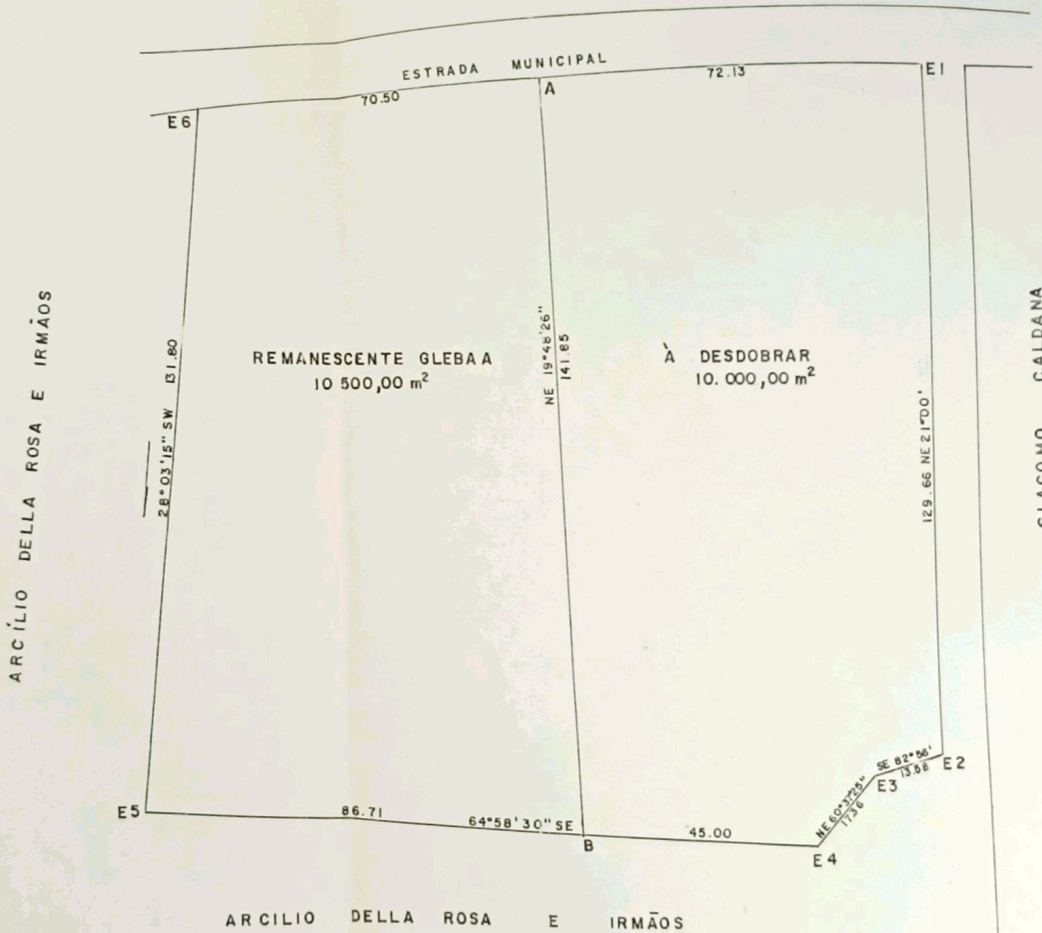 ESTRADA MUNICIPAL
70.50
72.13
E6
A
E1
28°03'15" SW 131.80
NE 19°48'26"
141.85
129.66 NE 21°00'
REMANESCENTE GLEBA A
10 500,00 m²
À DESDOBRAR
10.000,00 m²
ARCÍLIO DELLA ROSA E IRMÃOS
GIACOMO CALDANA
SE 82°56'
13.58
E2
E3
NE 60°37'25"
17.36
E4
E5
86.71
64°58'30" SE
B
45.00
ARCILIO DELLA ROSA E IRMÃOS